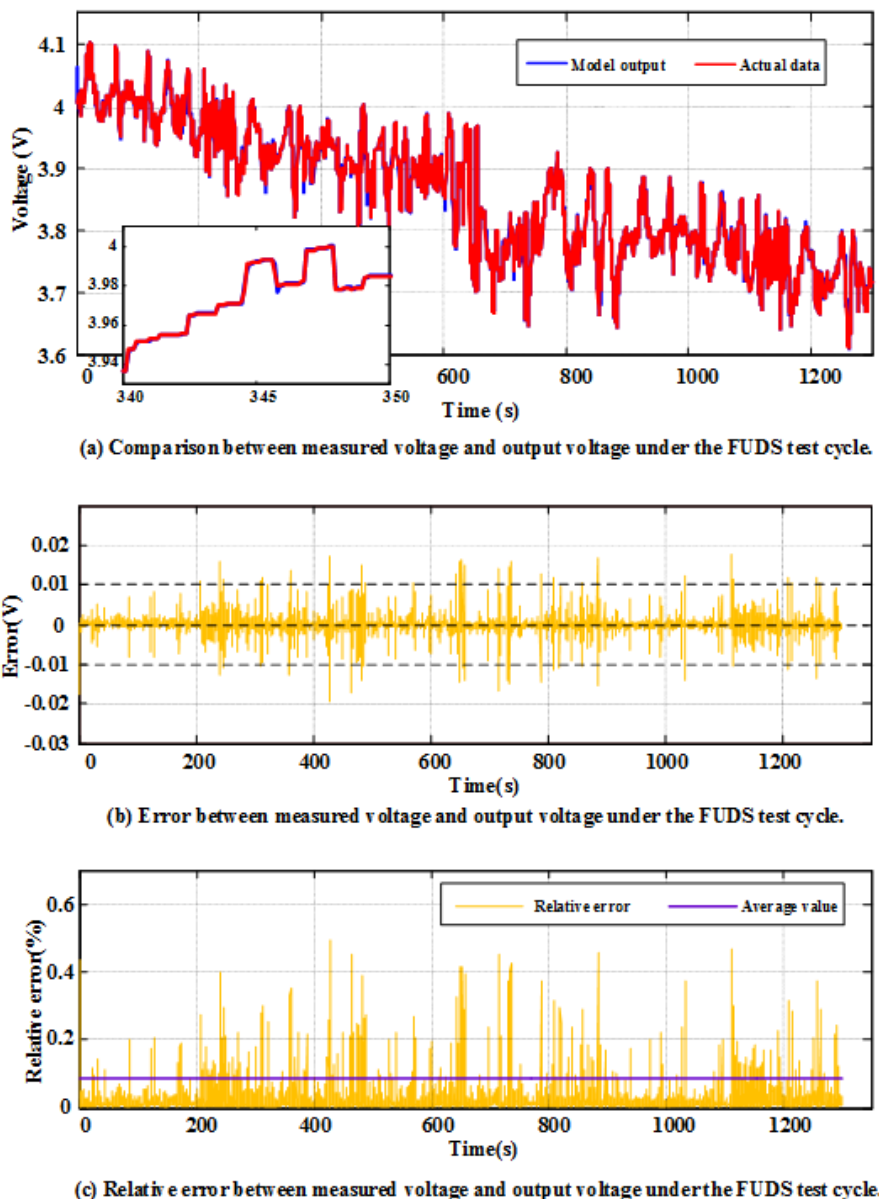 4.1
4
3.9
3.8
3.7
3.6
Voltage (V)
Model output Actual data
4
3.98
3.96
3.94
340 345 350
0 600 800 1000 1200
Time (s)
(a) Comparison between measured voltage and output voltage under the FUDS test cycle.
0.02
0.01
0
-0.01
-0.02
-0.03
Error(V)
0 200 400 600 800 1000 1200
Time(s)
(b) Error between measured voltage and output voltage under the FUDS test cycle.
0.6
0.4
0.2
0
Relative error(%)
Relative error Average value
0 200 400 600 800 1000 1200
Time(s)
(c) Relative error between measured voltage and output voltage under the FUDS test cycle.